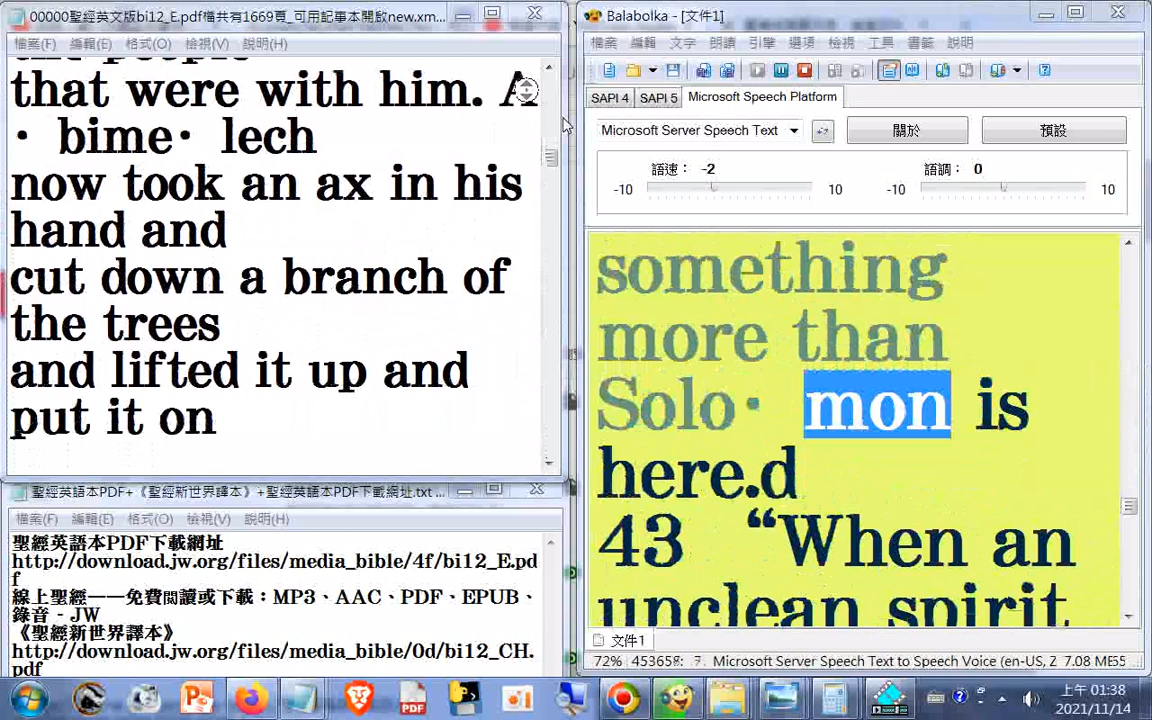 00000聖經英文版bi12_E.pdf檔共有1669頁_可用記事本開啟new.xm...
檔案(F) 編輯(E) 格式(O) 檢視(V) 說明(H)
the people
that were with him. A
· bime· lech
now took an ax in his
hand and
cut down a branch of
the trees
and lifted it up and
put it on
聖經英語本PDF+《聖經新世界譯本》+聖經英語本PDF下載網址.txt ...
檔案(F) 編輯(E) 格式(O) 檢視(V) 說明(H)
聖經英語本PDF下載網址
http://download.jw.org/files/media_bible/4f/bi12_E.pd
f
線上聖經——免費閱讀或下載：MP3、AAC、PDF、EPUB、
錄音 - JW
《聖經新世界譯本》
http://download.jw.org/files/media_bible/0d/bi12_CH.
pdf
Balabolka - [文件1]
檔案 編輯 文字 朗讀 引擎 選項 檢視 工具 書籤 說明
SAPI 4 SAPI 5 Microsoft Speech Platform
Microsoft Server Speech Text 關於 預設
語速： -2 語調： 0
-10 10 -10 10
something
more than
Solo· mon is
here.d
43 “When an
unclean spirit
文件1
72% Microsoft Server Speech Text to Speech Voice (en-US, Z 7.08 ME
上午 01:38
2021/11/14